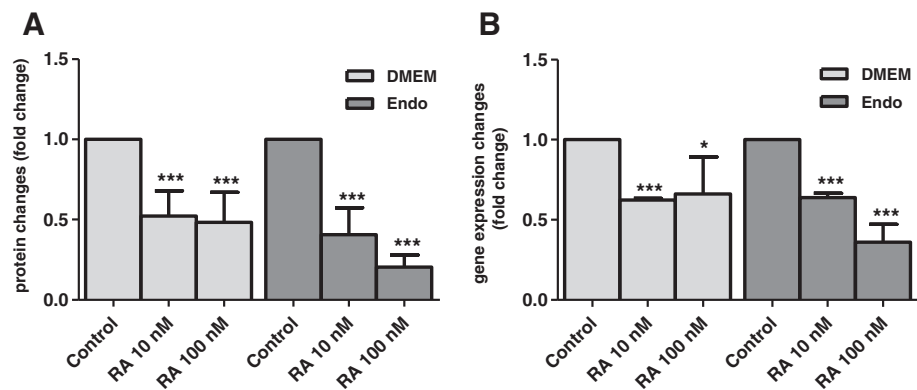 A
protein changes (fold change)
1.5
1.0
0.5
0.0
DMEM
Endo
***
***
***
***
Control
RA 10 nM
RA 100 nM
Control
RA 10 nM
RA 100 nM
B
gene expression changes
(fold change)
1.5
1.0
0.5
0.0
DMEM
Endo
***
*
***
***
Control
RA 10 nM
RA 100 nM
Control
RA 10 nM
RA 100 nM